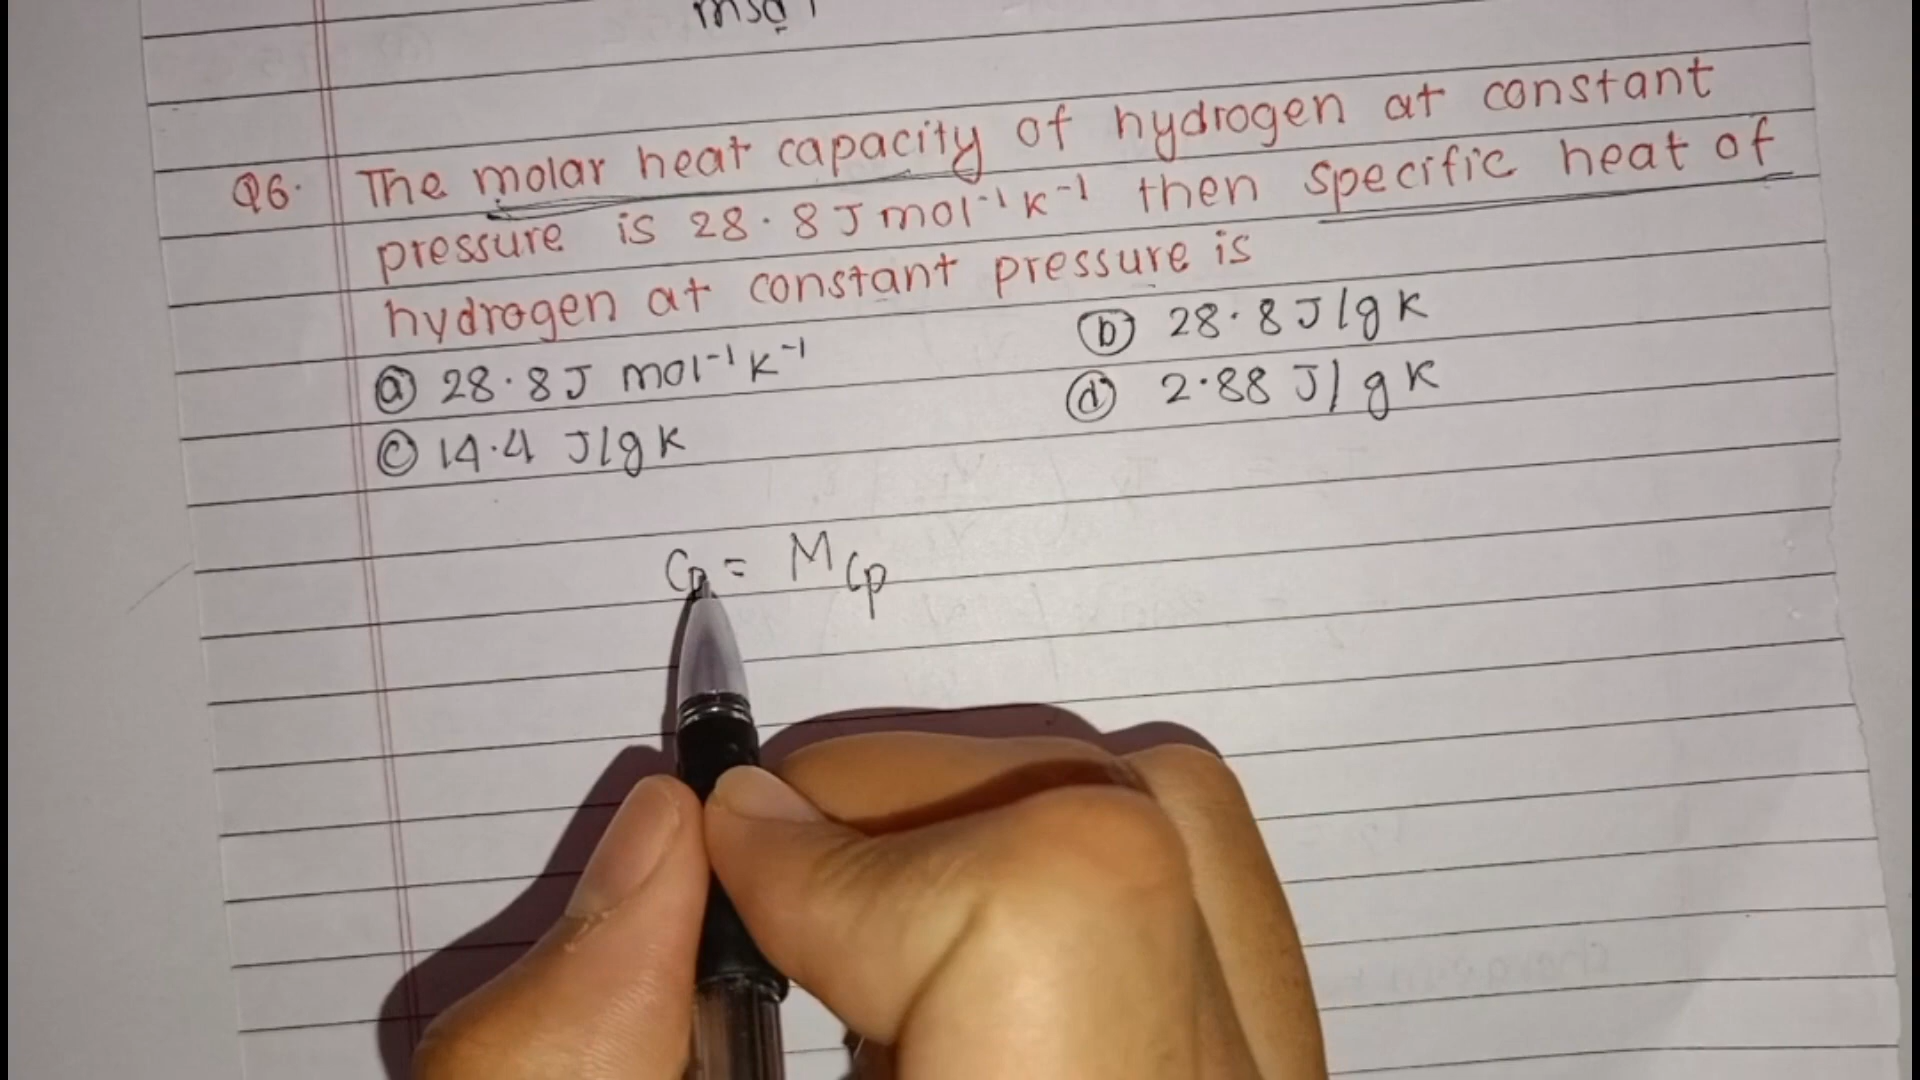 Q6. The molar heat capacity of hydrogen at constant
pressure is 28.8 J mol⁻¹ K⁻¹ then specific heat of
hydrogen at constant pressure is
(a) 28.8 J mol⁻¹ K⁻¹ (b) 28.8 J/g K
(c) 14.4 J/g K (d) 2.88 J/g K
Cp = M Cp